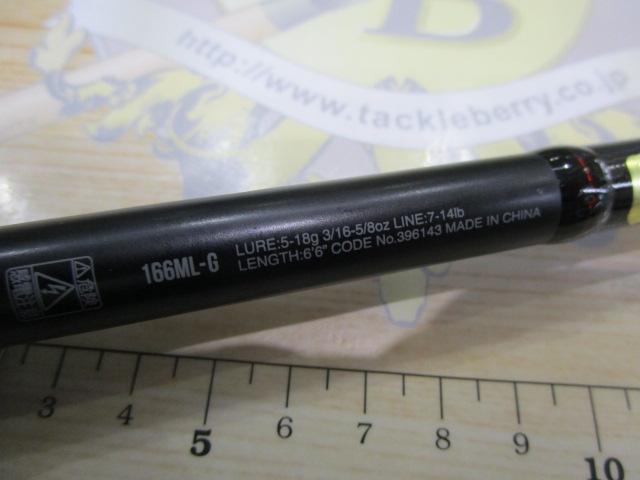 B
http://www.tackleberry.co.jp
166ML-G
LURE:5-18g 3/16-5/8oz LINE:7-14lb
LENGTH:6'6" CODE No.396143 MADE IN CHINA
3 4 5 6 7 8 9 10